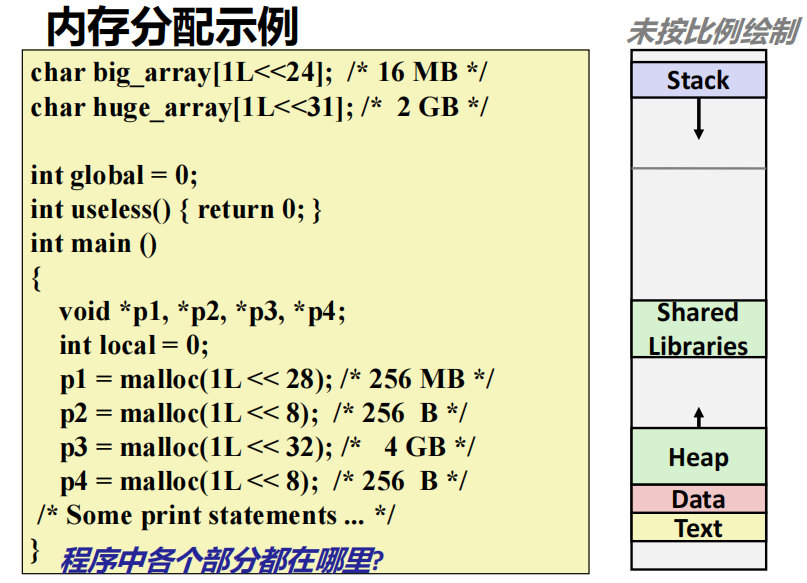 内存分配示例
未按比例绘制
char big_array[1L<<24];  /* 16 MB */
char huge_array[1L<<31]; /*  2 GB */
int global = 0;
int useless() { return 0; }
int main ()
{
void *p1, *p2, *p3, *p4;
int local = 0;
p1 = malloc(1L << 28); /* 256 MB */
p2 = malloc(1L << 8);  /* 256  B */
p3 = malloc(1L << 32); /*   4 GB */
p4 = malloc(1L << 8);  /* 256  B */
/* Some print statements ... */
}
程序中各个部分都在哪里?
Stack
Shared
Libraries
Heap
Data
Text